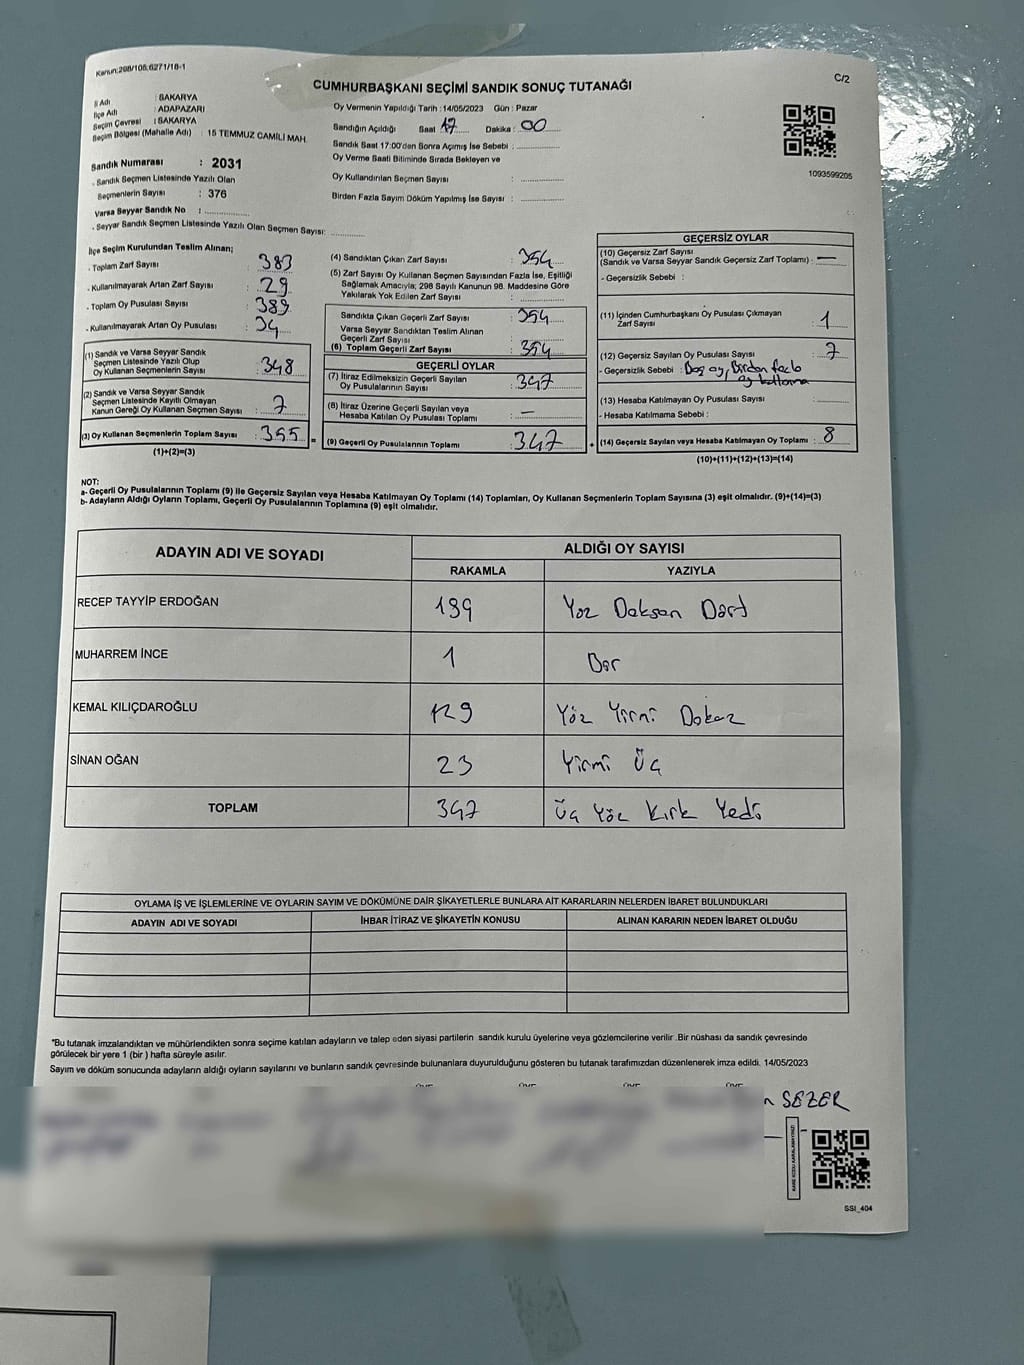 Kanun:298/105;6271/18-1
C/2
CUMHURBAŞKANI SEÇİMİ SANDIK SONUÇ TUTANAĞI
İl Adı : SAKARYA
İlçe Adı : ADAPAZARI
Seçim Çevresi : SAKARYA
Seçim Bölgesi (Mahalle Adı) : 15 TEMMUZ CAMİLİ MAH.
Sandık Numarası : 2031
- Sandık Seçmen Listesinde Yazılı Olan
Seçmenlerin Sayısı : 376
Varsa Seyyar Sandık No :
- Seyyar Sandık Seçmen Listesinde Yazılı Olan Seçmen Sayısı:
Oy Vermenin Yapıldığı Tarih : 14/05/2023 Gün : Pazar
Sandığın Açıldığı Saat 17 Dakika : 00
Sandık Saat 17:00'den Sonra Açımış İse Sebebi :
Oy Verme Saati Bitiminde Sırada Bekleyen ve
Oy Kullandırılan Seçmen Sayısı :
Birden Fazla Sayım Döküm Yapılmış İse Sayısı :
1093599205
İlçe Seçim Kurulundan Teslim Alınan;
- Toplam Zarf Sayısı : 383
- Kullanılmayarak Artan Zarf Sayısı : 29
- Toplam Oy Pusulası Sayısı : 389
- Kullanılmayarak Artan Oy Pusulası : 34
(1) Sandık ve Varsa Seyyar Sandık
Seçmen Listesinde Yazılı Olup
Oy Kullanan Seçmenlerin Sayısı : 348
(2) Sandık ve Varsa Seyyar Sandık
Seçmen Listesinde Kayıtlı Olmayan
Kanun Gereği Oy Kullanan Seçmen Sayısı : 7
(3) Oy Kullanan Seçmenlerin Toplam Sayısı : 355 =
(1)+(2)=(3)
(4) Sandıktan Çıkan Zarf Sayısı : 354
(5) Zarf Sayısı Oy Kullanan Seçmen Sayısından Fazla İse, Eşitliği
Sağlamak Amacıyla; 298 Sayılı Kanunun 98. Maddesine Göre
Yakılarak Yok Edilen Zarf Sayısı :
Sandıkta Çıkan Geçerli Zarf Sayısı : 354
Varsa Seyyar Sandıktan Teslim Alınan
Geçerli Zarf Sayısı :
(6) Toplam Geçerli Zarf Sayısı : 354
GEÇERLİ OYLAR
(7) İtiraz Edilmeksizin Geçerli Sayılan
Oy Pusulalarının Sayısı : 347
(8) İtiraz Üzerine Geçerli Sayılan veya
Hesaba Katılan Oy Pusulası Toplamı : –
(9) Geçerli Oy Pusulalarının Toplamı : 347 +
GEÇERSİZ OYLAR
(10) Geçersiz Zarf Sayısı
(Sandık ve Varsa Seyyar Sandık Geçersiz Zarf Toplamı) : —
- Geçersizlik Sebebi :
(11) İçinden Cumhurbaşkanı Oy Pusulası Çıkmayan
Zarf Sayısı : 1
(12) Geçersiz Sayılan Oy Pusulası Sayısı : 7
- Geçersizlik Sebebi : Boş oy, Birden fazla
oy kullanma
(13) Hesaba Katılmayan Oy Pusulası Sayısı :
- Hesaba Katılmama Sebebi :
(14) Geçersiz Sayılan veya Hesaba Katılmayan Oy Toplamı : 8
(10)+(11)+(12)+(13)=(14)
NOT:
a- Geçerli Oy Pusulalarının Toplamı (9) ile Geçersiz Sayılan veya Hesaba Katılmayan Oy Toplamı (14) Toplamları, Oy Kullanan Seçmenlerin Toplam Sayısına (3) eşit olmalıdır. (9)+(14)=(3)
b- Adayların Aldığı Oyların Toplamı, Geçerli Oy Pusulalarının Toplamına (9) eşit olmalıdır.
ADAYIN ADI VE SOYADI ALDIĞI OY SAYISI
RAKAMLA YAZIYLA
RECEP TAYYİP ERDOĞAN Yüz Doksan Dört
MUHARREM İNCE 1 Bir
KEMAL KILIÇDAROĞLU 129 Yüz Yirmi Dokuz
SİNAN OĞAN 23 Yirmi Üç
TOPLAM 347 Üç Yüz Kırk Yedi
OYLAMA İŞ VE İŞLEMLERİNE VE OYLARIN SAYIM VE DÖKÜMÜNE DAİR ŞİKAYETLERLE BUNLARA AİT KARARLARIN NELERDEN İBARET BULUNDUKLARI
ADAYIN ADI VE SOYADI İHBAR İTİRAZ VE ŞİKAYETİN KONUSU ALINAN KARARIN NEDEN İBARET OLDUĞU
*Bu tutanak imzalandıktan ve mühürlendikten sonra seçime katılan adayların ve talep eden siyasi partilerin sandık kurulu üyelerine veya gözlemcilerine verilir .Bir nüshası da sandık çevresinde
görülecek bir yere 1 (bir ) hafta süreyle asılır.
Sayım ve döküm sonucunda adayların aldığı oyların sayılarını ve bunların sandık çevresinde bulunanlara duyurulduğunu gösteren bu tutanak tarafımızdan düzenlenerek imza edildi. 14/05/2023
SEZER
SSI_404